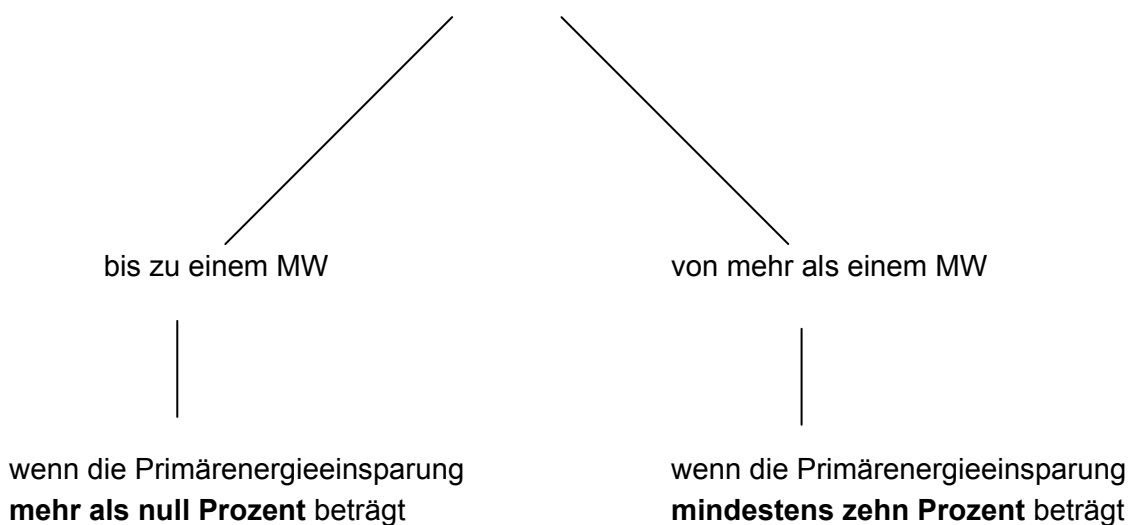 bis zu einem MW
von mehr als einem MW
wenn die Primärenergieeinsparung
mehr als null Prozent beträgt
wenn die Primärenergieeinsparung
mindestens zehn Prozent beträgt